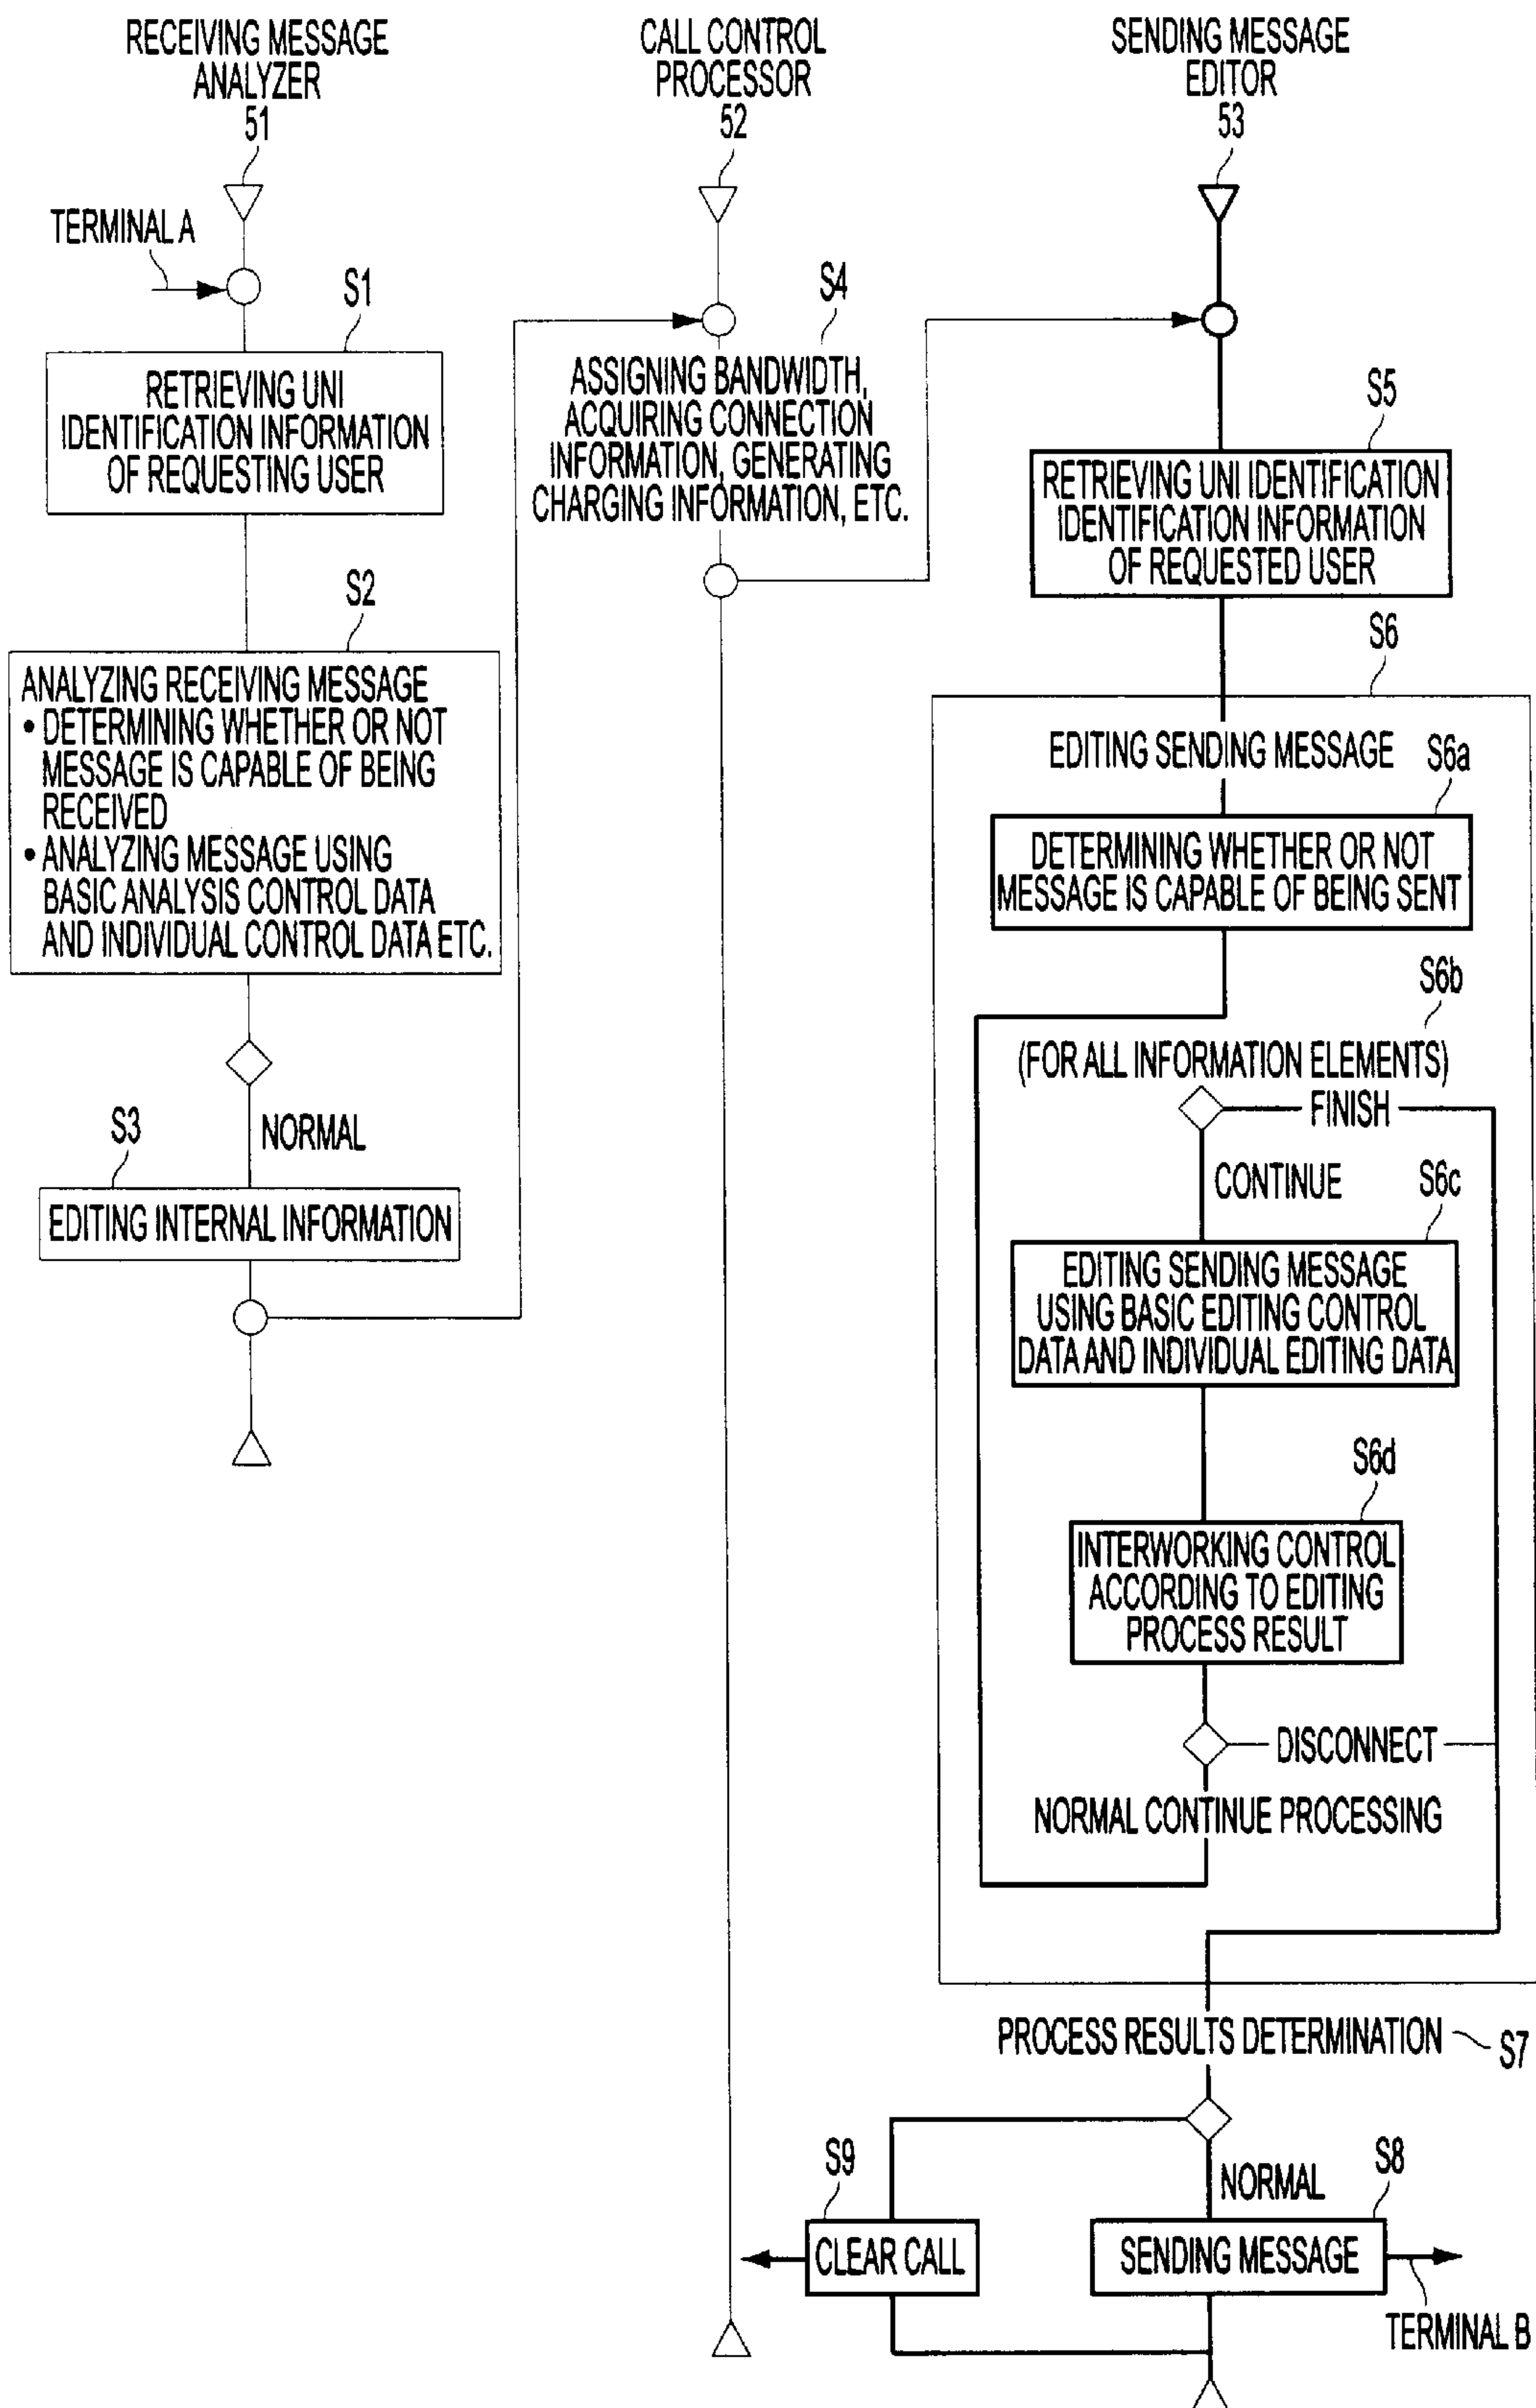 RECEIVING MESSAGE
ANALYZER
51
TERMINAL A
S1
RETRIEVING UNI
IDENTIFICATION INFORMATION
OF REQUESTING USER
S2
ANALYZING RECEIVING MESSAGE
• DETERMINING WHETHER OR NOT
MESSAGE IS CAPABLE OF BEING
RECEIVED
• ANALYZING MESSAGE USING
BASIC ANALYSIS CONTROL DATA
AND INDIVIDUAL CONTROL DATA ETC.
NORMAL
S3
EDITING INTERNAL INFORMATION
CALL CONTROL
PROCESSOR
52
S4
ASSIGNING BANDWIDTH,
ACQUIRING CONNECTION
INFORMATION, GENERATING
CHARGING INFORMATION, ETC.
SENDING MESSAGE
EDITOR
53
S5
RETRIEVING UNI IDENTIFICATION
IDENTIFICATION INFORMATION
OF REQUESTED USER
S6
EDITING SENDING MESSAGE
S6a
DETERMINING WHETHER OR NOT
MESSAGE IS CAPABLE OF BEING SENT
S6b
(FOR ALL INFORMATION ELEMENTS)
FINISH
CONTINUE
S6c
EDITING SENDING MESSAGE
USING BASIC EDITING CONTROL
DATA AND INDIVIDUAL EDITING DATA
S6d
INTERWORKING CONTROL
ACCORDING TO EDITING
PROCESS RESULT
DISCONNECT
NORMAL CONTINUE PROCESSING
PROCESS RESULTS DETERMINATION
S7
S9
CLEAR CALL
NORMAL
S8
SENDING MESSAGE
TERMINAL B